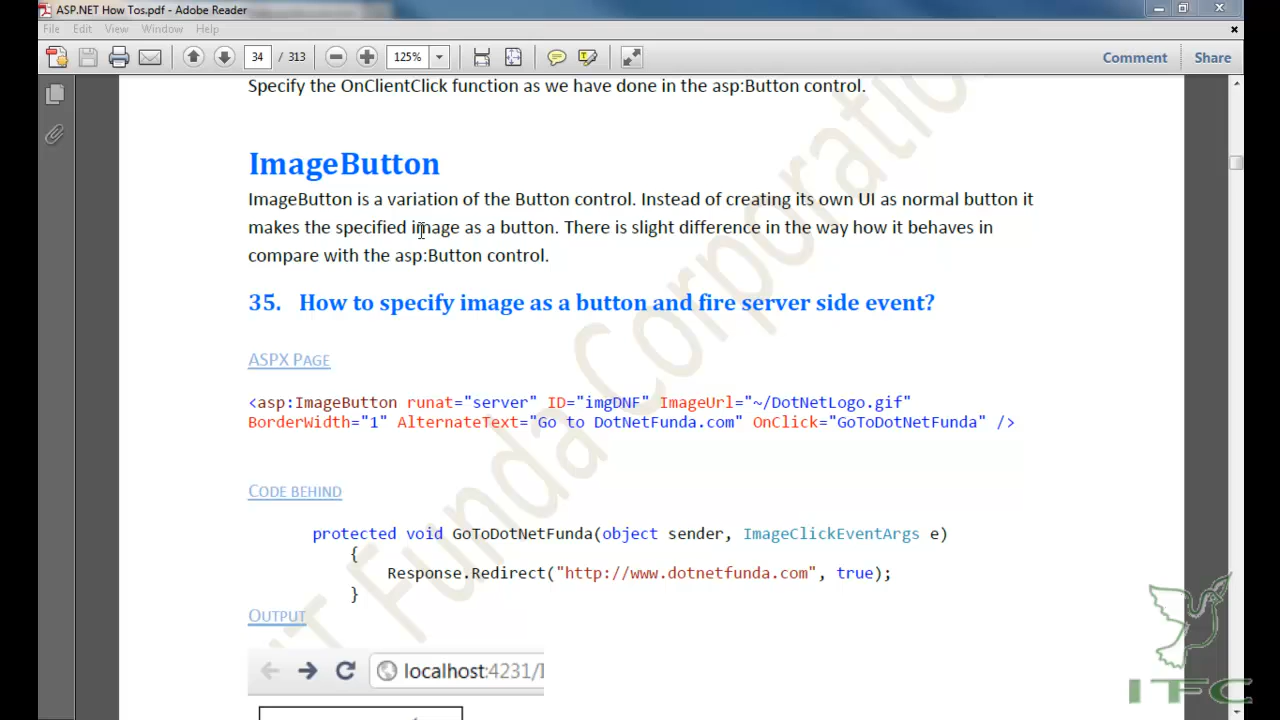 ASP.NET How Tos.pdf - Adobe Reader
File Edit View Window Help
34 / 313 125% Comment Share
Specify the OnClientClick function as we have done in the asp:Button control.
ImageButton
ImageButton is a variation of the Button control. Instead of creating its own UI as normal button it
makes the specified image as a button. There is slight difference in the way how it behaves in
compare with the asp:Button control.
35. How to specify image as a button and fire server side event?
ASPX PAGE
<asp:ImageButton runat="server" ID="imgDNF" ImageUrl="~/DotNetLogo.gif"
BorderWidth="1" AlternateText="Go to DotNetFunda.com" OnClick="GoToDotNetFunda" />
CODE BEHIND
protected void GoToDotNetFunda(object sender, ImageClickEventArgs e)
{
Response.Redirect("http://www.dotnetfunda.com", true);
}
OUTPUT
localhost:4231/
IT Funda Corporation
ITFC